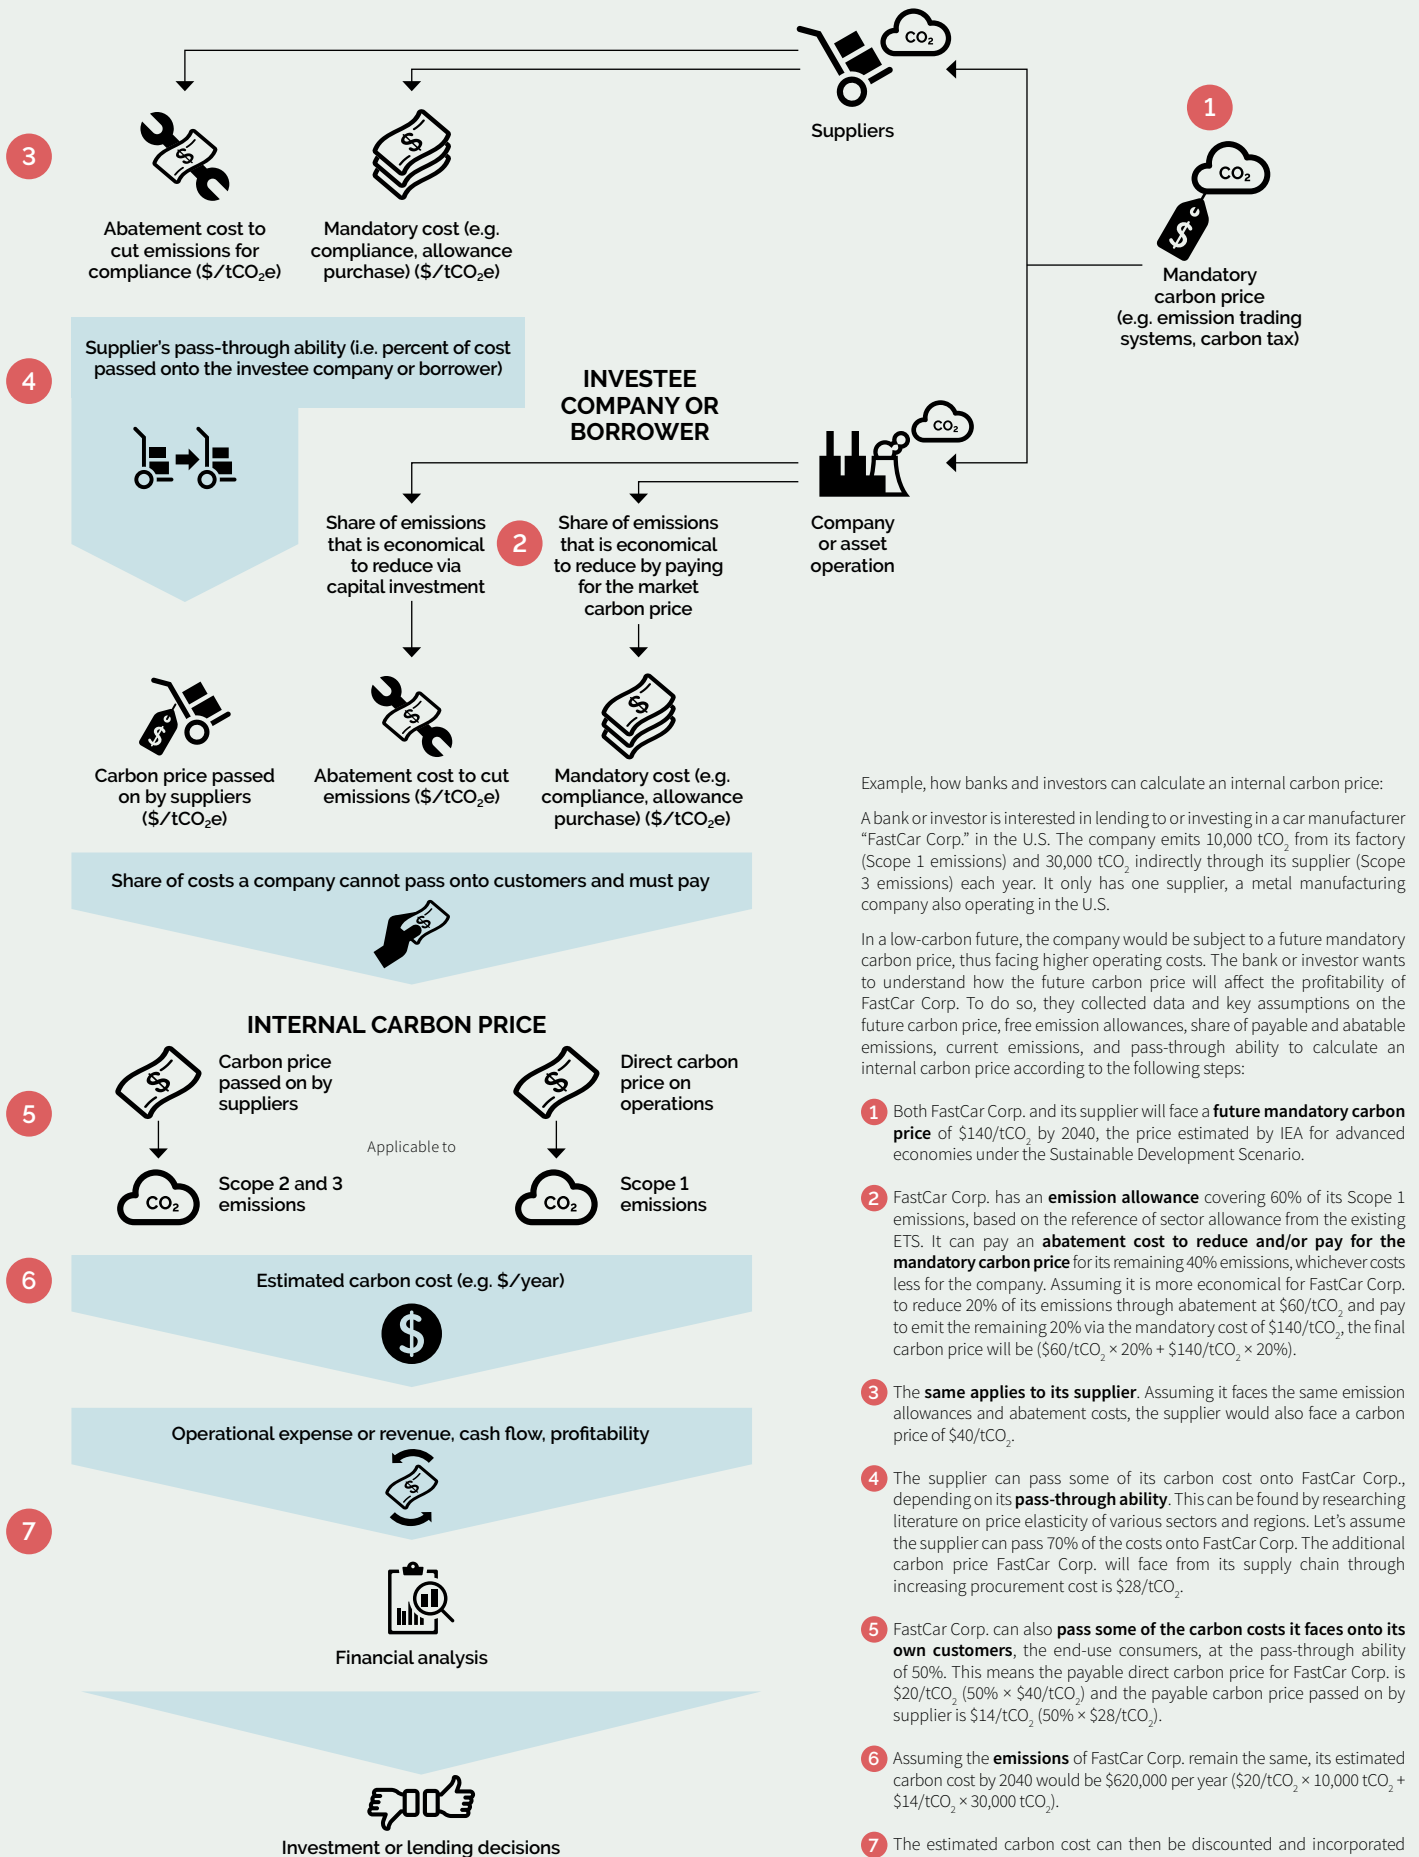 CO₂
Suppliers
1
CO₂
$
Mandatory
carbon price
(e.g. emission trading
systems, carbon tax)
3
$
Abatement cost to
cut emissions for
compliance ($/tCO₂e)
$
Mandatory cost (e.g.
compliance, allowance
purchase) ($/tCO₂e)
4
Supplier’s pass-through ability (i.e. percent of cost
passed onto the investee company or borrower)
INVESTEE
COMPANY OR
BORROWER
CO₂
Company
or asset
operation
Share of emissions
that is economical
to reduce via
capital investment
2
Share of emissions
that is economical
to reduce by paying
for the market
carbon price
$
Carbon price passed
on by suppliers
($/tCO₂e)
$
Abatement cost to cut
emissions ($/tCO₂e)
$
Mandatory cost (e.g.
compliance, allowance
purchase) ($/tCO₂e)
Share of costs a company cannot pass onto customers and must pay
$
INTERNAL CARBON PRICE
5
$
Carbon price
passed on by
suppliers
$
Direct carbon
price on
operations
Applicable to
CO₂
Scope 2 and 3
emissions
CO₂
Scope 1
emissions
6
Estimated carbon cost (e.g. $/year)
$
Operational expense or revenue, cash flow, profitability
$
7
Financial analysis
Investment or lending decisions
Example, how banks and investors can calculate an internal carbon price:
A bank or investor is interested in lending to or investing in a car manufacturer
“FastCar Corp.” in the U.S. The company emits 10,000 tCO₂ from its factory
(Scope 1 emissions) and 30,000 tCO₂ indirectly through its supplier (Scope
3 emissions) each year. It only has one supplier, a metal manufacturing
company also operating in the U.S.
In a low-carbon future, the company would be subject to a future mandatory
carbon price, thus facing higher operating costs. The bank or investor wants
to understand how the future carbon price will affect the profitability of
FastCar Corp. To do so, they collected data and key assumptions on the
future carbon price, free emission allowances, share of payable and abatable
emissions, current emissions, and pass-through ability to calculate an
internal carbon price according to the following steps:
1 Both FastCar Corp. and its supplier will face a future mandatory carbon
price of $140/tCO₂ by 2040, the price estimated by IEA for advanced
economies under the Sustainable Development Scenario.
2 FastCar Corp. has an emission allowance covering 60% of its Scope 1
emissions, based on the reference of sector allowance from the existing
ETS. It can pay an abatement cost to reduce and/or pay for the
mandatory carbon price for its remaining 40% emissions, whichever costs
less for the company. Assuming it is more economical for FastCar Corp.
to reduce 20% of its emissions through abatement at $60/tCO₂ and pay
to emit the remaining 20% via the mandatory cost of $140/tCO₂, the final
carbon price will be ($60/tCO₂ × 20% + $140/tCO₂ × 20%).
3 The same applies to its supplier. Assuming it faces the same emission
allowances and abatement costs, the supplier would also face a carbon
price of $40/tCO₂.
4 The supplier can pass some of its carbon cost onto FastCar Corp.,
depending on its pass-through ability. This can be found by researching
literature on price elasticity of various sectors and regions. Let’s assume
the supplier can pass 70% of the costs onto FastCar Corp. The additional
carbon price FastCar Corp. will face from its supply chain through
increasing procurement cost is $28/tCO₂.
5 FastCar Corp. can also pass some of the carbon costs it faces onto its
own customers, the end-use consumers, at the pass-through ability
of 50%. This means the payable direct carbon price for FastCar Corp. is
$20/tCO₂ (50% × $40/tCO₂) and the payable carbon price passed on by
supplier is $14/tCO₂ (50% × $28/tCO₂).
6 Assuming the emissions of FastCar Corp. remain the same, its estimated
carbon cost by 2040 would be $620,000 per year ($20/tCO₂ × 10,000 tCO₂ +
$14/tCO₂ × 30,000 tCO₂).
7 The estimated carbon cost can then be discounted and incorporated